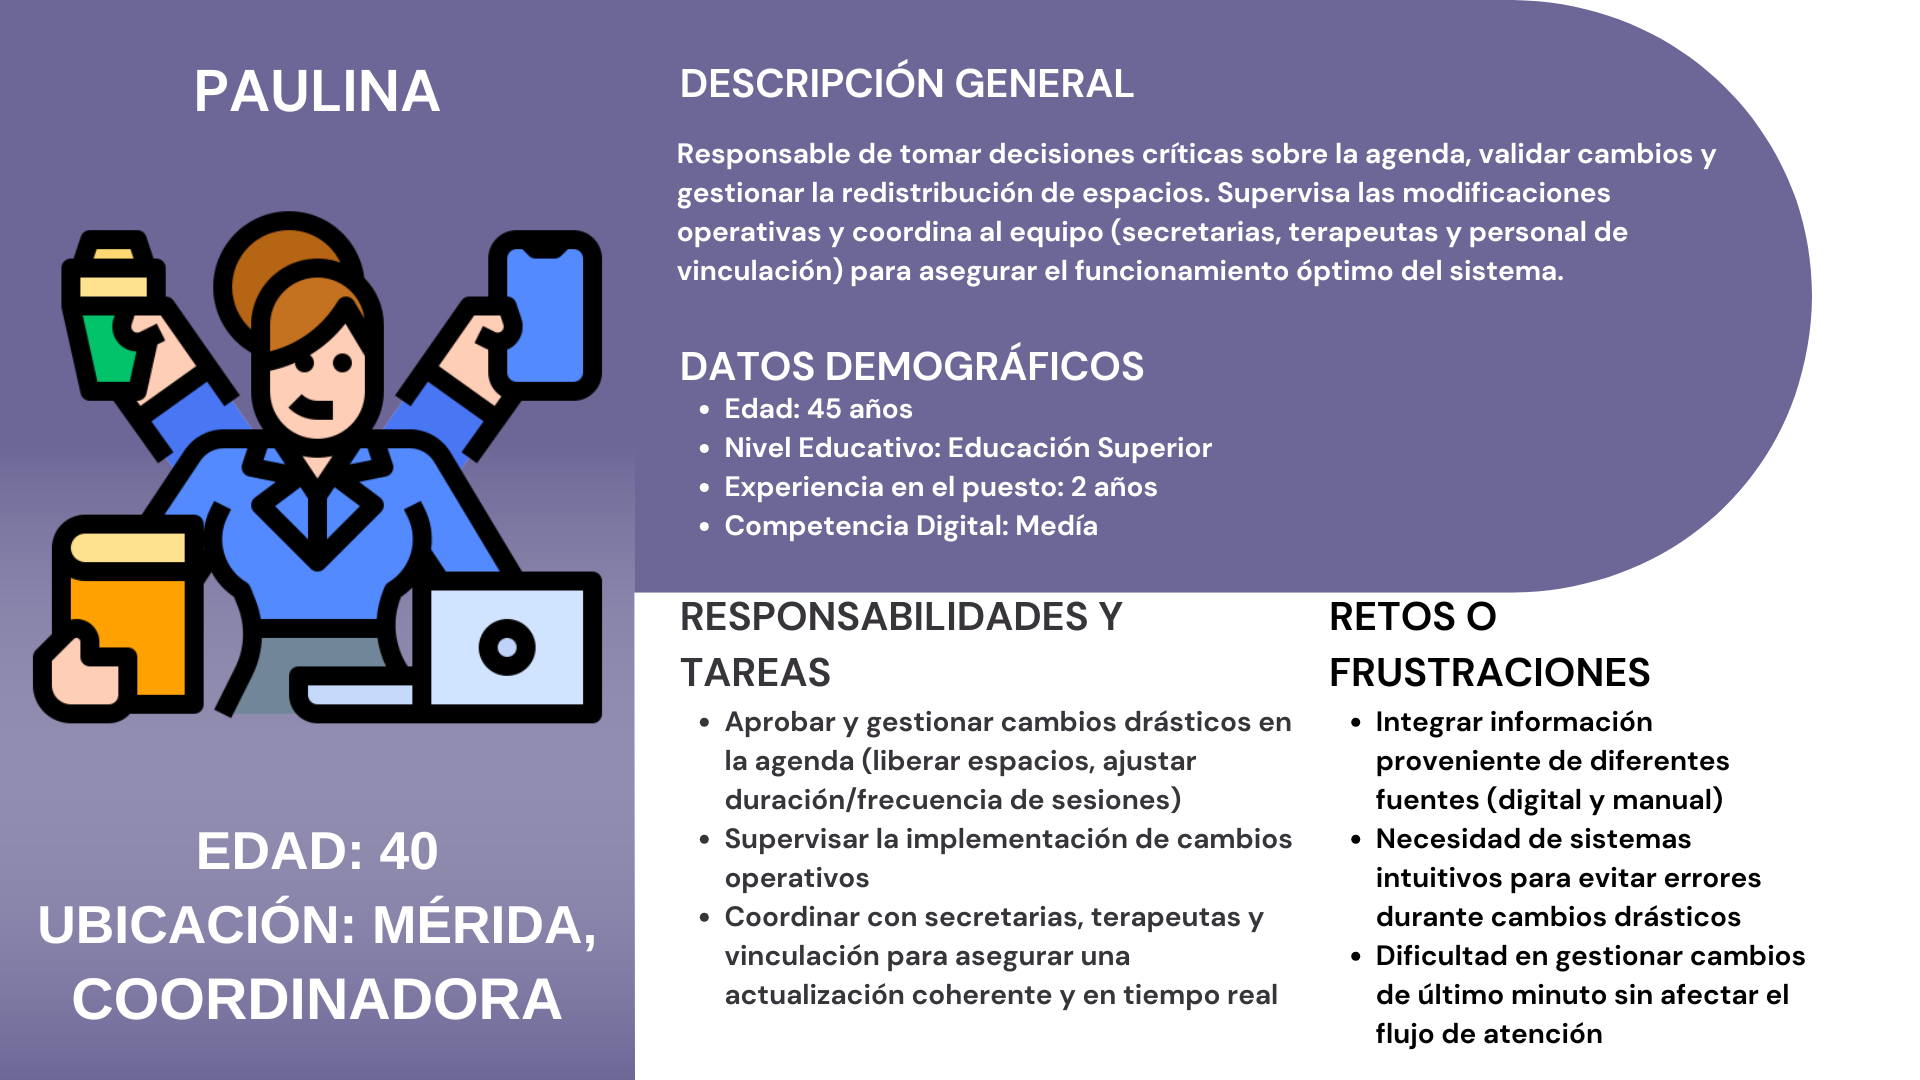 PAULINA
EDAD: 40
UBICACIÓN: MÉRIDA,
COORDINADORA
DESCRIPCIÓN GENERAL
Responsable de tomar decisiones críticas sobre la agenda, validar cambios y
gestionar la redistribución de espacios. Supervisa las modificaciones
operativas y coordina al equipo (secretarias, terapeutas y personal de
vinculación) para asegurar el funcionamiento óptimo del sistema.
DATOS DEMOGRÁFICOS
• Edad: 45 años
• Nivel Educativo: Educación Superior
• Experiencia en el puesto: 2 años
• Competencia Digital: Medía
RESPONSABILIDADES Y
TAREAS
• Aprobar y gestionar cambios drásticos en
la agenda (liberar espacios, ajustar
duración/frecuencia de sesiones)
• Supervisar la implementación de cambios
operativos
• Coordinar con secretarias, terapeutas y
vinculación para asegurar una
actualización coherente y en tiempo real
RETOS O
FRUSTRACIONES
• Integrar información
proveniente de diferentes
fuentes (digital y manual)
• Necesidad de sistemas
intuitivos para evitar errores
durante cambios drásticos
• Dificultad en gestionar cambios
de último minuto sin afectar el
flujo de atención